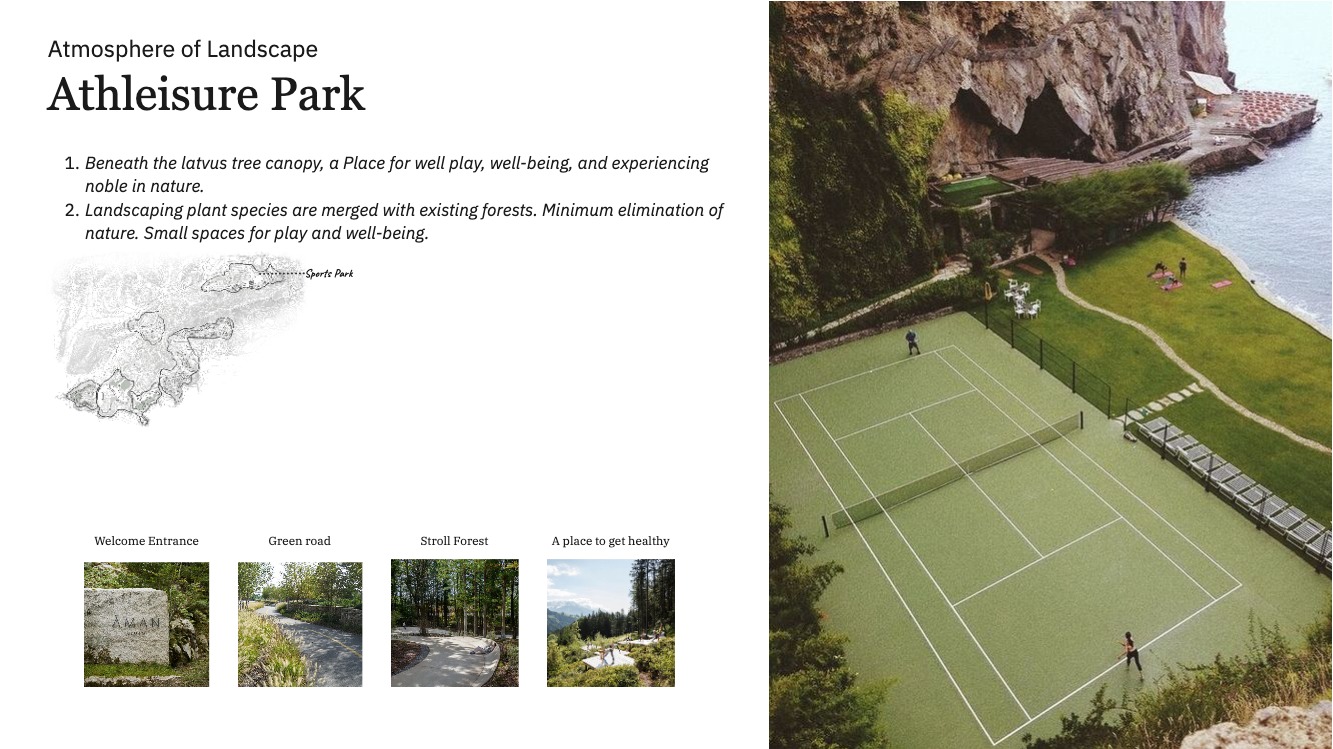 Atmosphere of Landscape
Athleisure Park
1. Beneath the latvus tree canopy, a Place for well play, well-being, and experiencing
noble in nature.
2. Landscaping plant species are merged with existing forests. Minimum elimination of
nature. Small spaces for play and well-being.
Sports Park
Welcome Entrance
Green road
Stroll Forest
A place to get healthy
AMAN